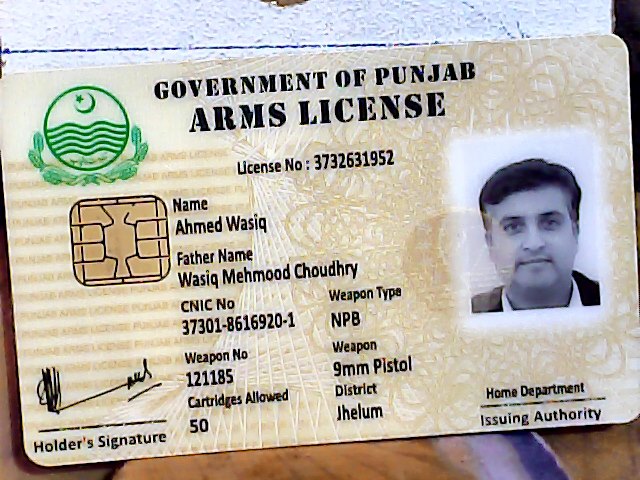 GOVERNMENT OF PUNJAB
ARMS LICENSE
License No : 3732631952
Name
Ahmed Wasiq
Father Name
Wasiq Mehmood Choudhry
CNIC No
37301-8616920-1
Weapon Type
NPB
Weapon No
121185
Weapon
9mm Pistol
Cartridges Allowed
50
District
Jhelum
Holder's Signature
Home Department
Issuing Authority